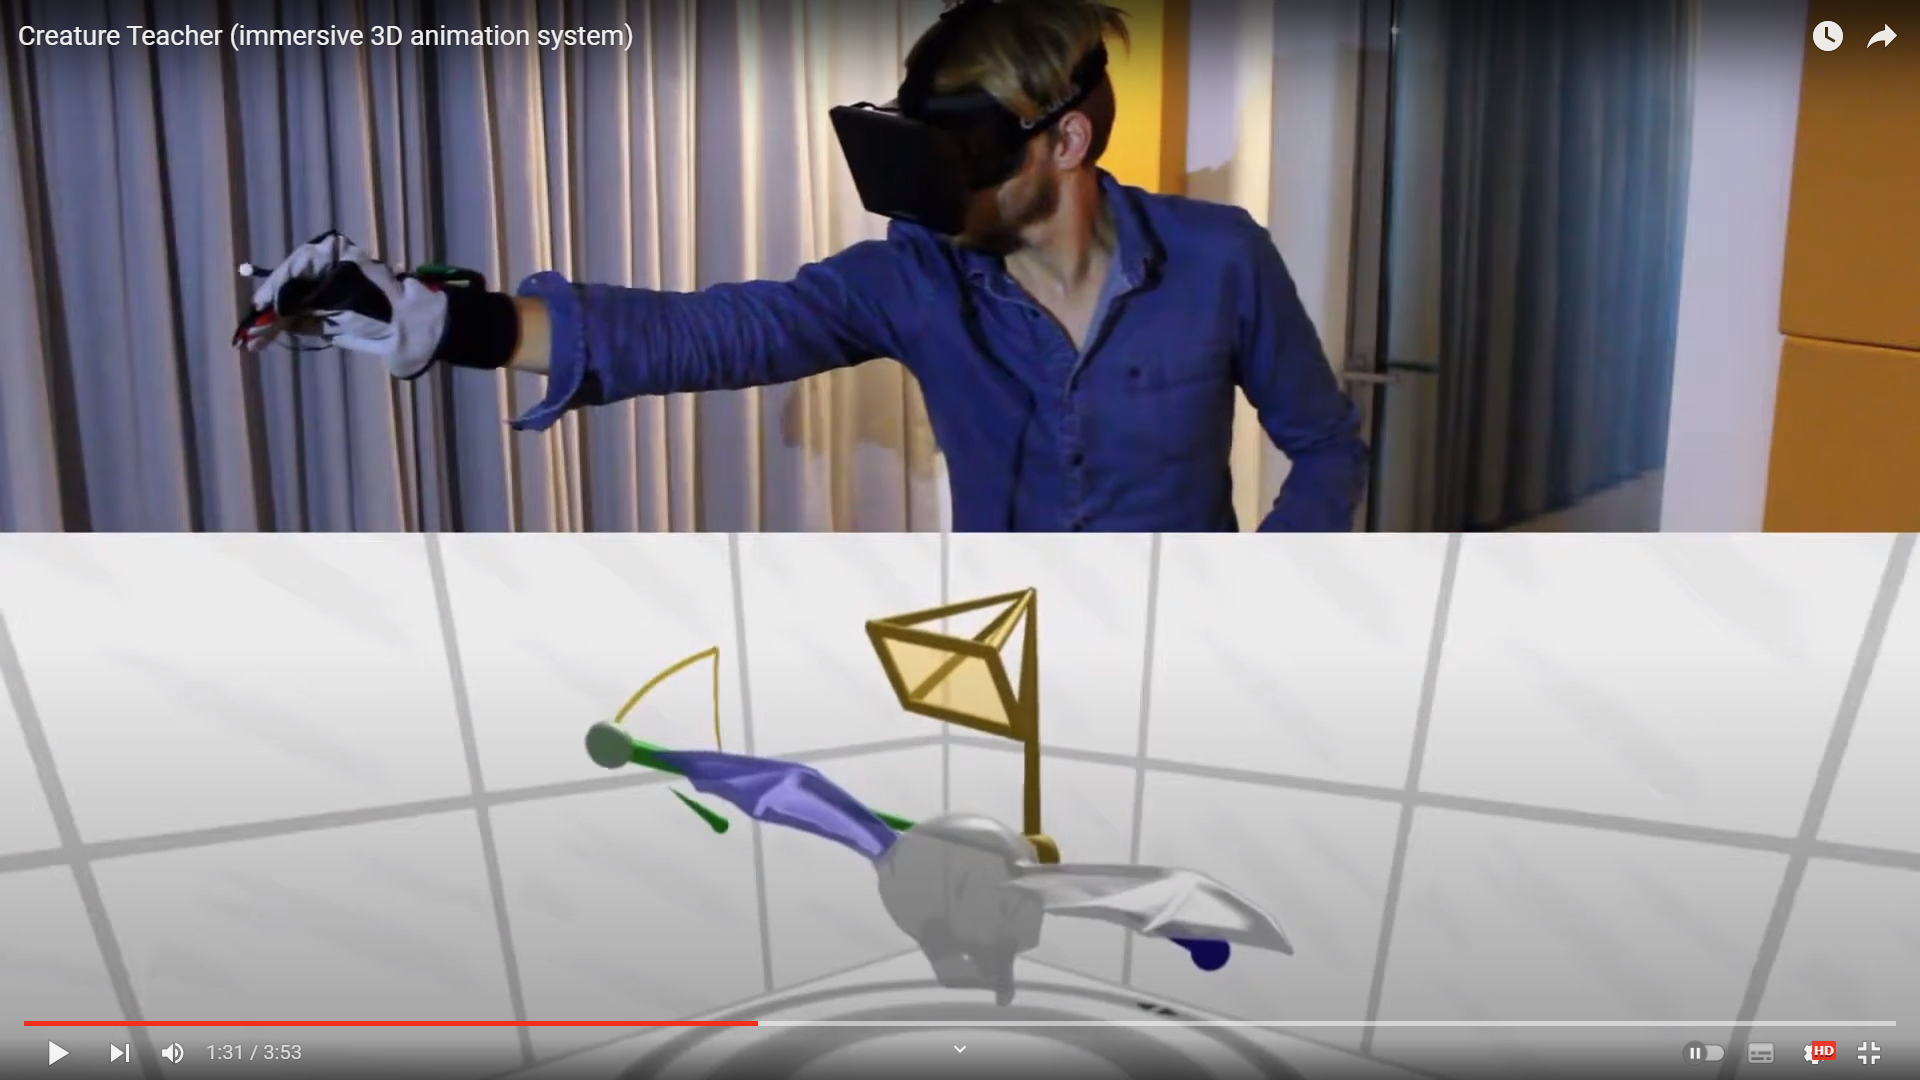 Creature Teacher (immersive 3D animation system)
1:31 / 3:53
HD